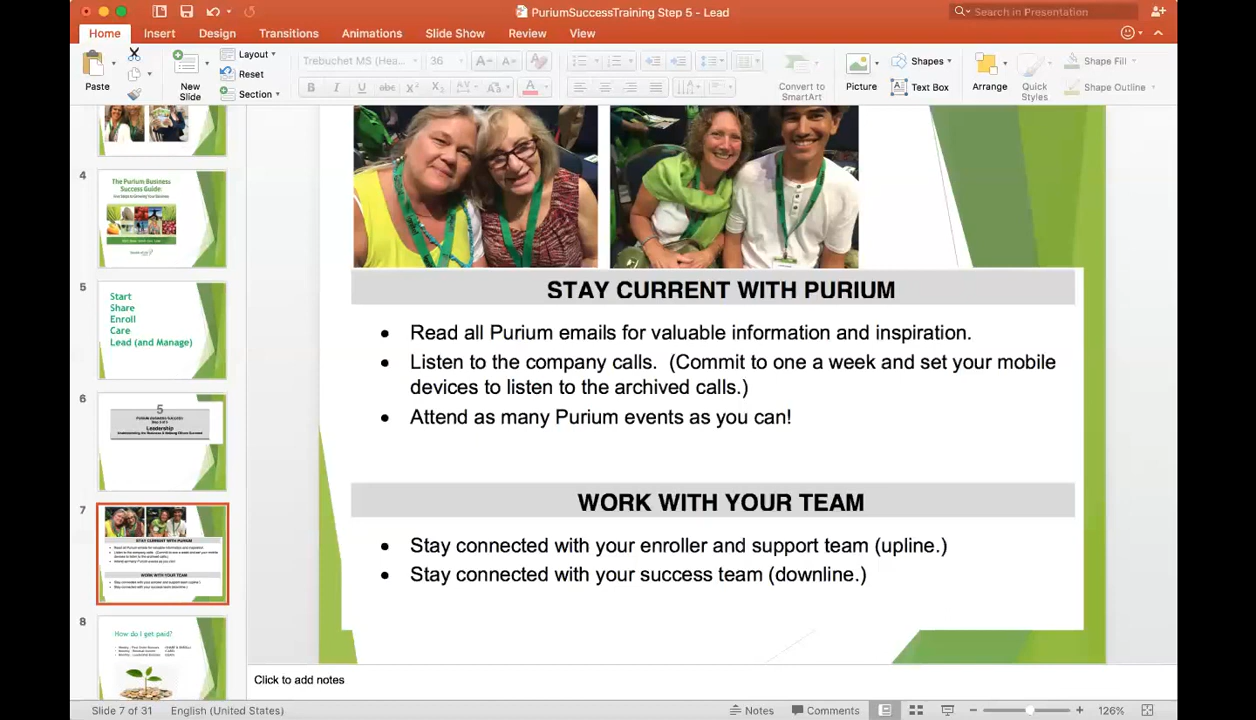 PuriumSuccessTraining Step 5 - Lead
Search in Presentation
Home Insert Design Transitions Animations Slide Show Review View
Paste
New Slide
Layout
Reset
Section
Trebuchet MS (Hea...
36
Convert to SmartArt
Picture
Shapes
Text Box
Arrange
Quick Styles
Shape Fill
Shape Outline
4
The Purium Business
Success Guide:
5
Start
Share
Enroll
Care
Lead (and Manage)
6
5
Leadership
7
STAY CURRENT WITH PURIUM
WORK WITH YOUR TEAM
8
How do I get paid?
STAY CURRENT WITH PURIUM
• Read all Purium emails for valuable information and inspiration.
• Listen to the company calls. (Commit to one a week and set your mobile
devices to listen to the archived calls.)
• Attend as many Purium events as you can!
WORK WITH YOUR TEAM
• Stay connected with your enroller and support team (upline.)
• Stay connected with your success team (downline.)
Click to add notes
Slide 7 of 31 English (United States) Notes Comments 126%